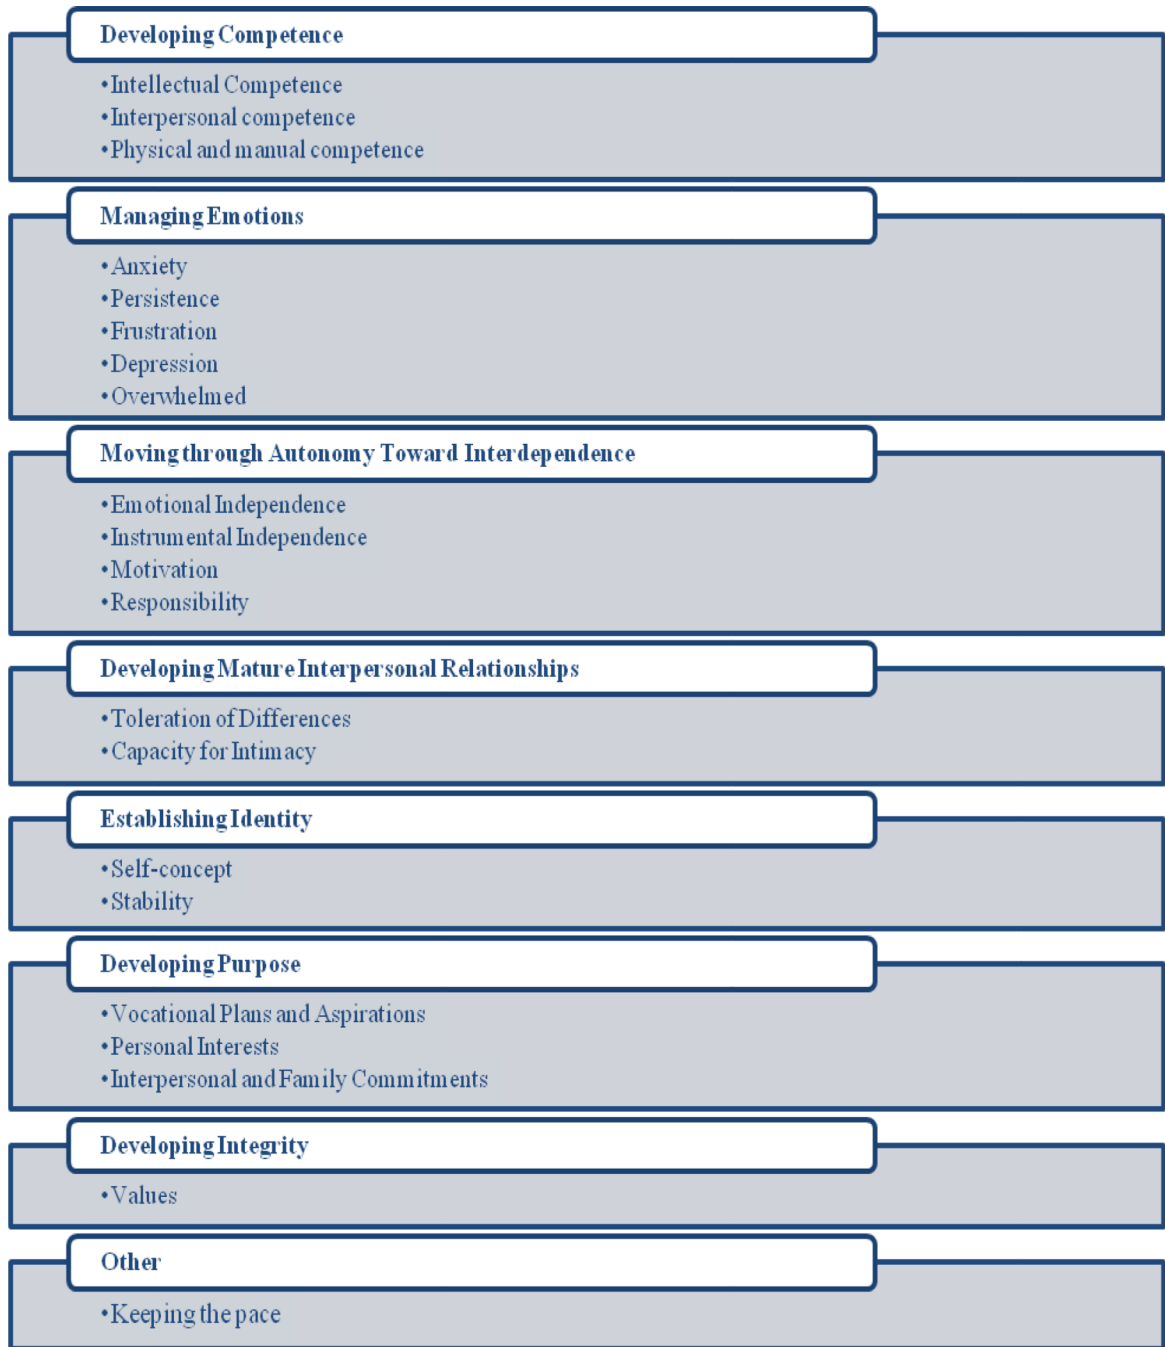 Developing Competence
•Intellectual Competence
•Interpersonal competence
•Physical and manual competence
Managing Emotions
•Anxiety
•Persistence
•Frustration
•Depression
•Overwhelmed
Moving through Autonomy Toward Interdependence
•Emotional Independence
•Instrumental Independence
•Motivation
•Responsibility
Developing Mature Interpersonal Relationships
•Toleration of Differences
•Capacity for Intimacy
Establishing Identity
•Self-concept
•Stability
Developing Purpose
•Vocational Plans and Aspirations
•Personal Interests
•Interpersonal and Family Commitments
Developing Integrity
•Values
Other
•Keeping the pace